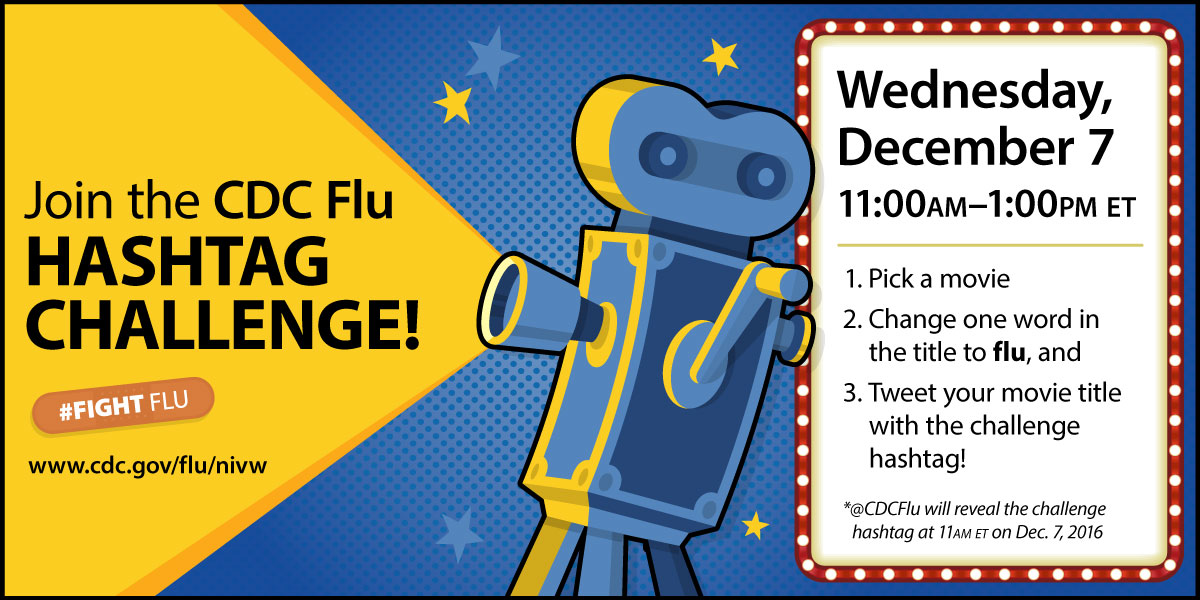 Join the CDC Flu
HASHTAG
CHALLENGE!
#FIGHT FLU
www.cdc.gov/flu/nivw
Wednesday,
December 7
11:00AM–1:00PM ET
1. Pick a movie
2. Change one word in
the title to flu, and
3. Tweet your movie title
with the challenge
hashtag!
*@CDCFlu will reveal the challenge
hashtag at 11AM ET on Dec. 7, 2016